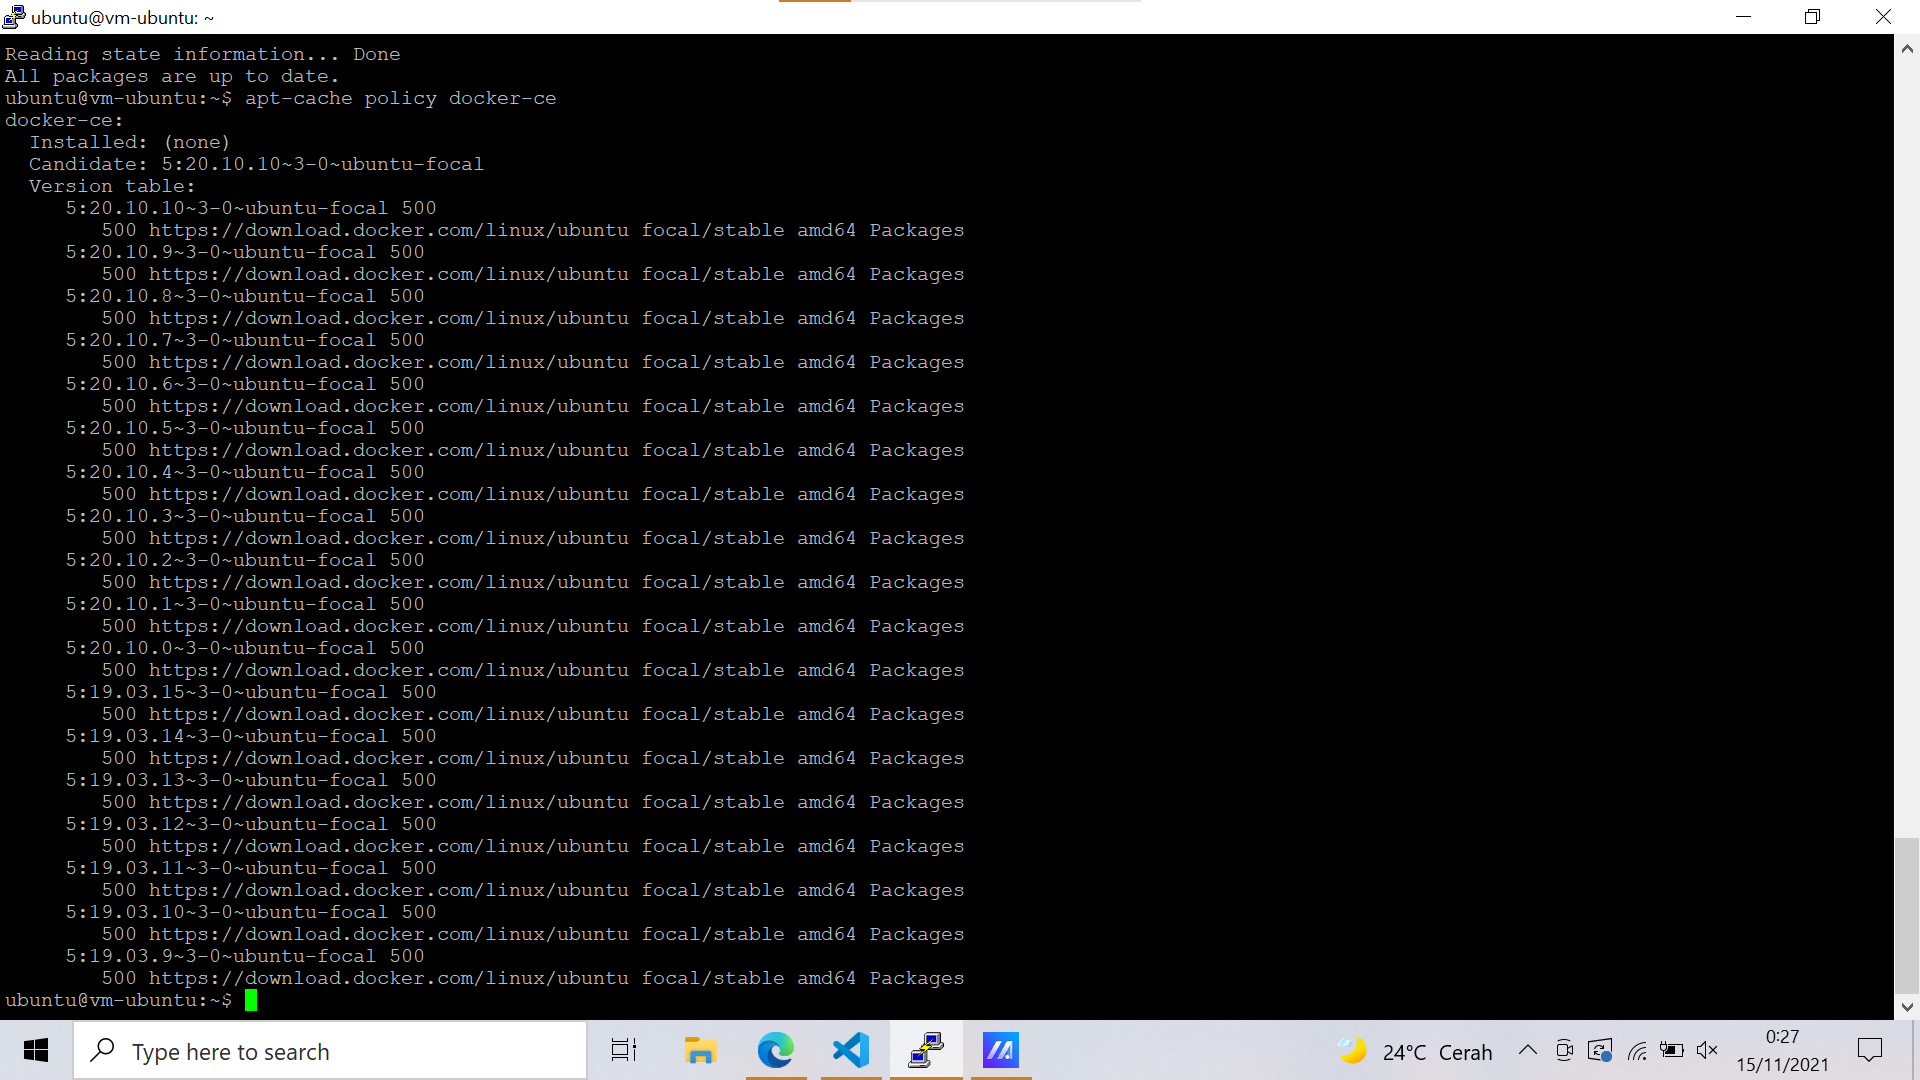 ubuntu@vm-ubuntu: ~
Reading state information... Done
All packages are up to date.
ubuntu@vm-ubuntu:~$ apt-cache policy docker-ce
docker-ce:
  Installed: (none)
  Candidate: 5:20.10.10~3-0~ubuntu-focal
  Version table:
     5:20.10.10~3-0~ubuntu-focal 500
        500 https://download.docker.com/linux/ubuntu focal/stable amd64 Packages
     5:20.10.9~3-0~ubuntu-focal 500
        500 https://download.docker.com/linux/ubuntu focal/stable amd64 Packages
     5:20.10.8~3-0~ubuntu-focal 500
        500 https://download.docker.com/linux/ubuntu focal/stable amd64 Packages
     5:20.10.7~3-0~ubuntu-focal 500
        500 https://download.docker.com/linux/ubuntu focal/stable amd64 Packages
     5:20.10.6~3-0~ubuntu-focal 500
        500 https://download.docker.com/linux/ubuntu focal/stable amd64 Packages
     5:20.10.5~3-0~ubuntu-focal 500
        500 https://download.docker.com/linux/ubuntu focal/stable amd64 Packages
     5:20.10.4~3-0~ubuntu-focal 500
        500 https://download.docker.com/linux/ubuntu focal/stable amd64 Packages
     5:20.10.3~3-0~ubuntu-focal 500
        500 https://download.docker.com/linux/ubuntu focal/stable amd64 Packages
     5:20.10.2~3-0~ubuntu-focal 500
        500 https://download.docker.com/linux/ubuntu focal/stable amd64 Packages
     5:20.10.1~3-0~ubuntu-focal 500
        500 https://download.docker.com/linux/ubuntu focal/stable amd64 Packages
     5:20.10.0~3-0~ubuntu-focal 500
        500 https://download.docker.com/linux/ubuntu focal/stable amd64 Packages
     5:19.03.15~3-0~ubuntu-focal 500
        500 https://download.docker.com/linux/ubuntu focal/stable amd64 Packages
     5:19.03.14~3-0~ubuntu-focal 500
        500 https://download.docker.com/linux/ubuntu focal/stable amd64 Packages
     5:19.03.13~3-0~ubuntu-focal 500
        500 https://download.docker.com/linux/ubuntu focal/stable amd64 Packages
     5:19.03.12~3-0~ubuntu-focal 500
        500 https://download.docker.com/linux/ubuntu focal/stable amd64 Packages
     5:19.03.11~3-0~ubuntu-focal 500
        500 https://download.docker.com/linux/ubuntu focal/stable amd64 Packages
     5:19.03.10~3-0~ubuntu-focal 500
        500 https://download.docker.com/linux/ubuntu focal/stable amd64 Packages
     5:19.03.9~3-0~ubuntu-focal 500
        500 https://download.docker.com/linux/ubuntu focal/stable amd64 Packages
ubuntu@vm-ubuntu:~$
Type here to search
24°C Cerah
0:27
15/11/2021